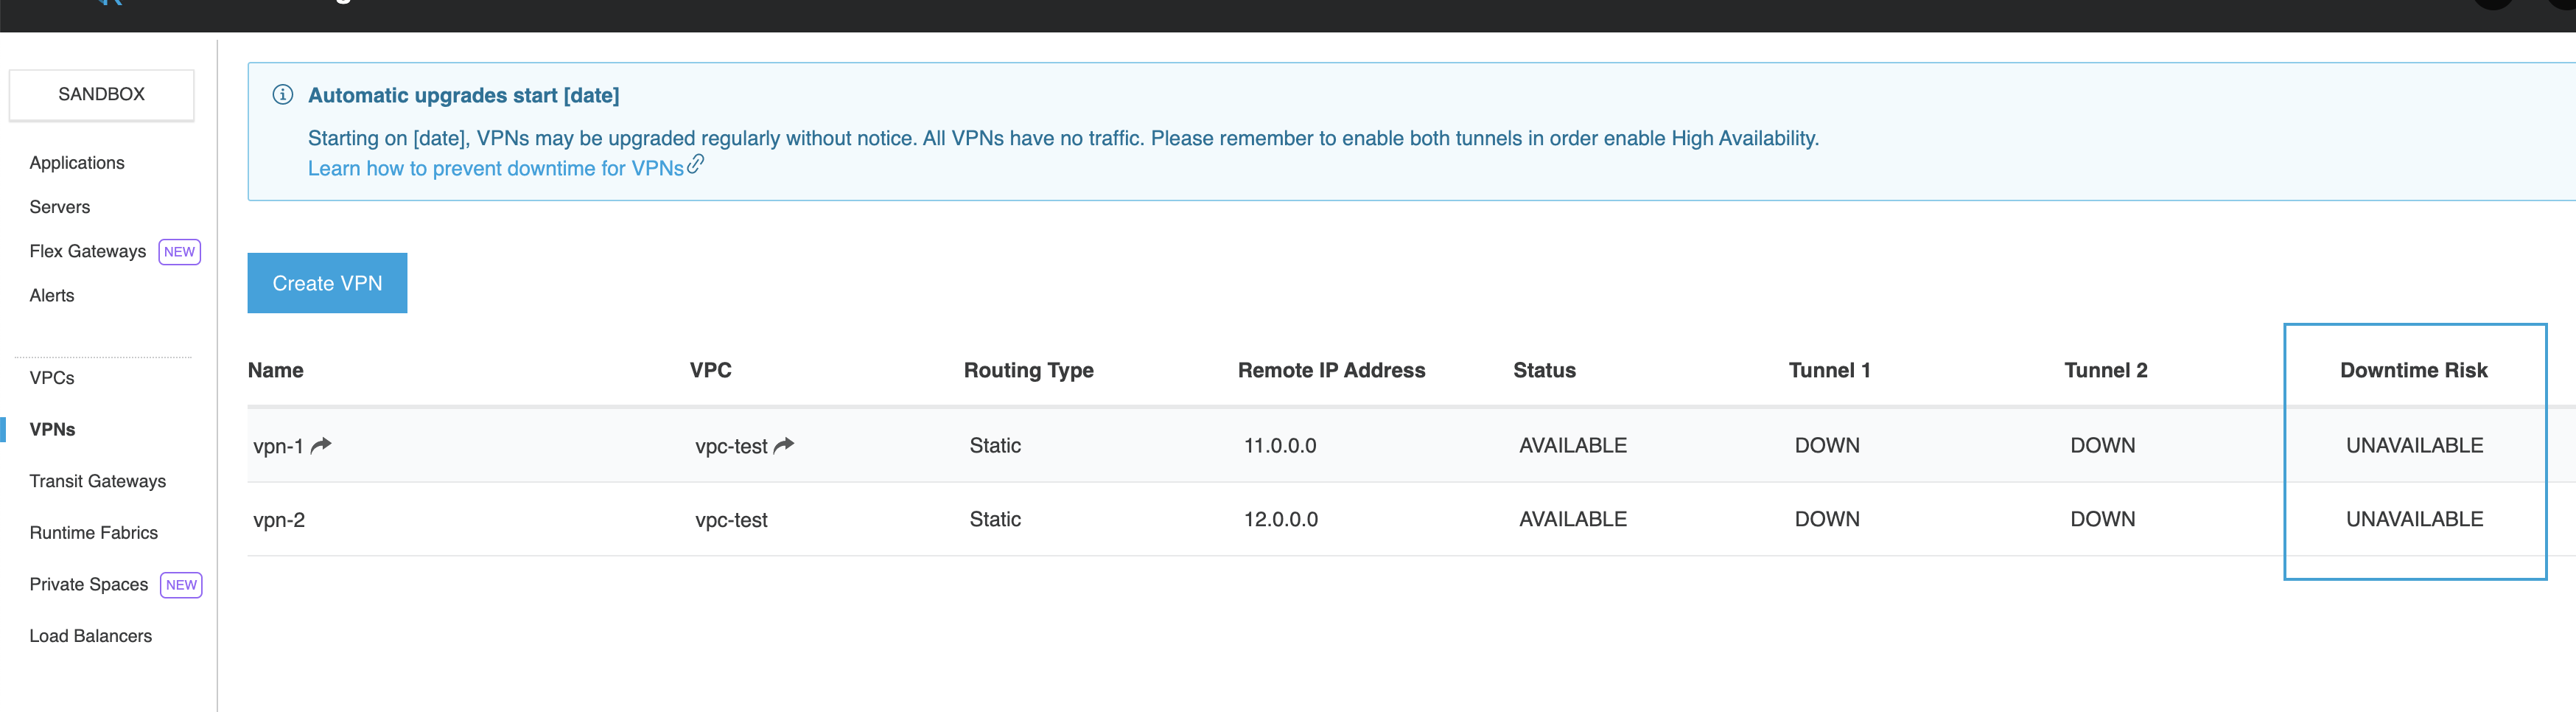 SANDBOX
Applications
Servers
Flex Gateways NEW
Alerts
VPCs
VPNs
Transit Gateways
Runtime Fabrics
Private Spaces NEW
Load Balancers
Automatic upgrades start [date]
Starting on [date], VPNs may be upgraded regularly without notice. All VPNs have no traffic. Please remember to enable both tunnels in order enable High Availability.
Learn how to prevent downtime for VPNs
Create VPN
Name VPC Routing Type Remote IP Address Status Tunnel 1 Tunnel 2 Downtime Risk
vpn-1 vpc-test Static 11.0.0.0 AVAILABLE DOWN DOWN UNAVAILABLE
vpn-2 vpc-test Static 12.0.0.0 AVAILABLE DOWN DOWN UNAVAILABLE